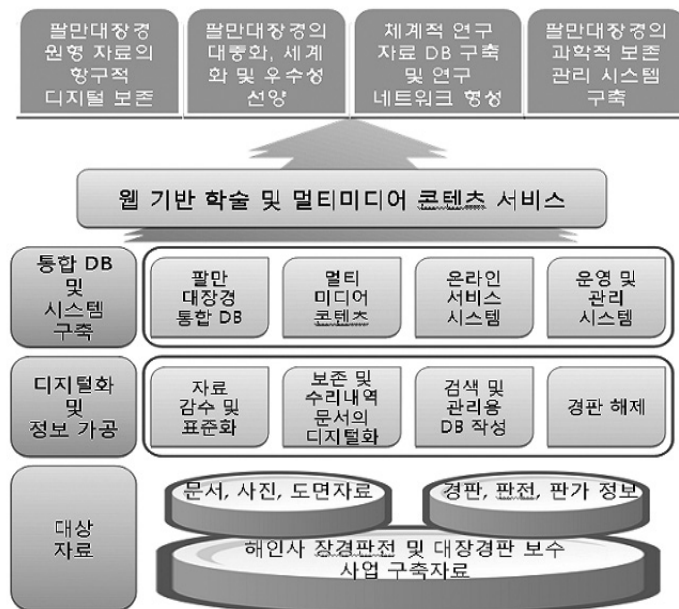 팔만대장경
원형 자료의
항구적
디지털 보존
팔만대장경의
대중화, 세계
화 및 우수성
선양
체계적 연구
자료 DB 구축
및 연구
네트워크 형성
팔만대장경의
과학적 보존
관리 시스템
구축
웹 기반 학술 및 멀티미디어 콘텐츠 서비스
통합 DB
및
시스템
구축
팔만
대장경
통합 DB
멀티
미디어
콘텐츠
온라인
서비스
시스템
운영 및
관리
시스템
디지털화
및
정보 가공
자료
감수 및
표준화
보존 및
수리내역
문서의
디지털화
검색 및
관리용
DB 작성
경판 해제
대상
자료
문서, 사진, 도면자료
경판, 판전, 판가 정보
해인사 장경판전 및 대장경판 보수
사업 구축자료